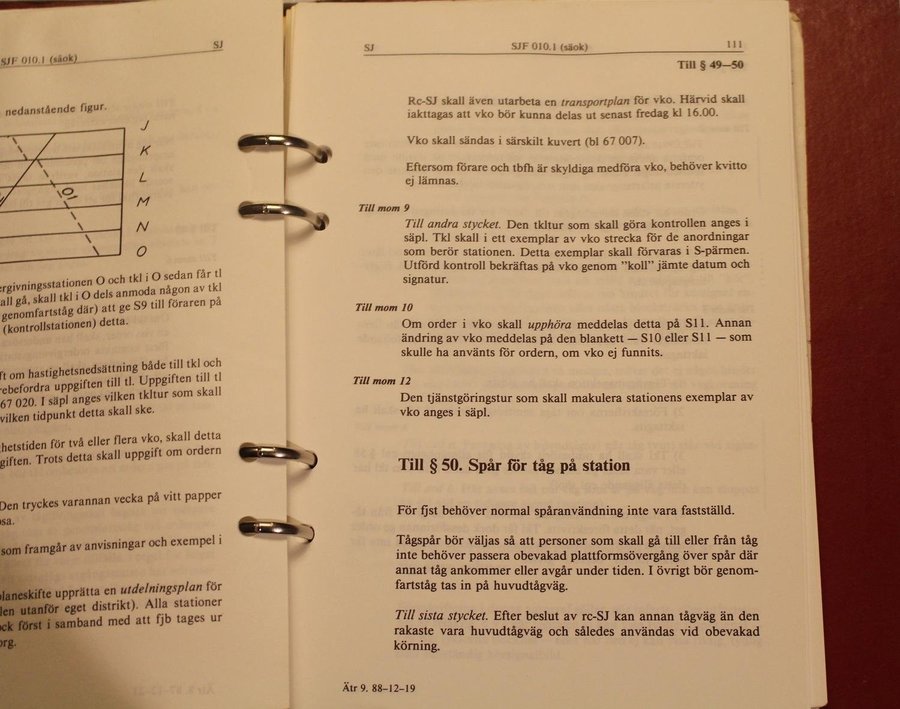 SJF 010.1 (säok) SJ
nedanstående figur.
J
K
L
M
N
O
ergivningsstationen O och tkl i O sedan får tl
all gå, skall tkl i O dels anmoda någon av tkl
genomfartståg där) att ge S9 till föraren på
(kontrollstationen) detta.
ft om hastighetsnedsättning både till tkl och
rebefordra uppgiften till tl. Uppgiften till tl
67 020. I säpl anges vilken tkltur som skall
vilken tidpunkt detta skall ske.
ghetstiden för två eller flera vko, skall detta
giften. Trots detta skall uppgift om ordern
Den tryckes varannan vecka på vitt papper
osa.
som framgår av anvisningar och exempel i
planeskifte upprätta en utdelningsplan för
len utanför eget distrikt). Alla stationer
ock först i samband med att fjb tages ur
org.
SJ SJF 010.1 (säok) 111
Till § 49—50
Rc-SJ skall även utarbeta en transportplan för vko. Härvid skall
iakttagas att vko bör kunna delas ut senast fredag kl 16.00.
Vko skall sändas i särskilt kuvert (bl 67 007).
Eftersom förare och tbfh är skyldiga medföra vko, behöver kvitto
ej lämnas.
Till mom 9
Till andra stycket. Den tkltur som skall göra kontrollen anges i
säpl. Tkl skall i ett exemplar av vko strecka för de anordningar
som berör stationen. Detta exemplar skall förvaras i S-pärmen.
Utförd kontroll bekräftas på vko genom ”koll” jämte datum och
signatur.
Till mom 10
Om order i vko skall upphöra meddelas detta på S11. Annan
ändring av vko meddelas på den blankett — S10 eller S11 — som
skulle ha använts för ordern, om vko ej funnits.
Till mom 12
Den tjänstgöringstur som skall makulera stationens exemplar av
vko anges i säpl.
Till § 50. Spår för tåg på station
För fjst behöver normal spåranvändning inte vara fastställd.
Tågspår bör väljas så att personer som skall gå till eller från tåg
inte behöver passera obevakad plattformsövergång över spår där
annat tåg ankommer eller avgår under tiden. I övrigt bör genom-
fartståg tas in på huvudtågväg.
Till sista stycket. Efter beslut av rc-SJ kan annan tågväg än den
rakaste vara huvudtågväg och således användas vid obevakad
körning.
Ätr 9. 88–12–19